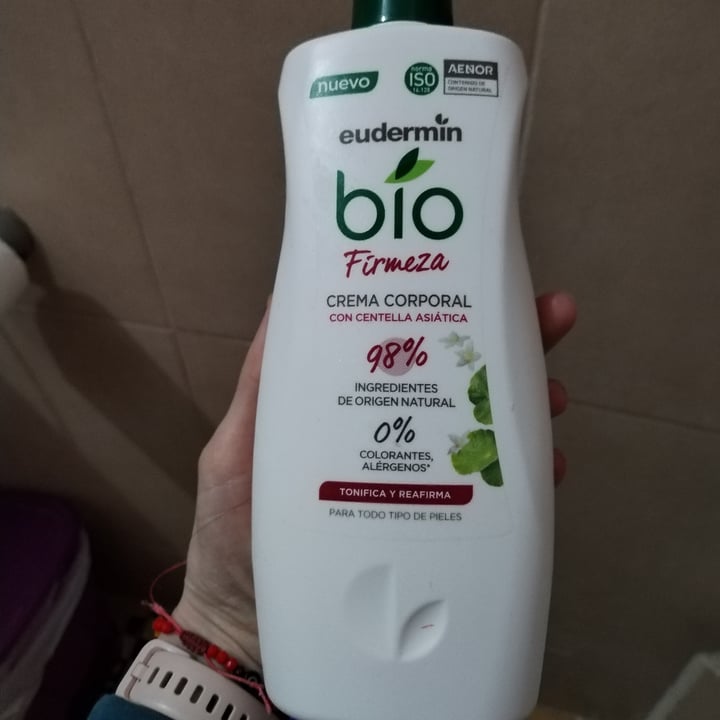 nuevo
norma
ISO
16.128
AENOR
CONTENIDO DE
ORIGEN NATURAL
eudermin
bio
Firmeza
CREMA CORPORAL
CON CENTELLA ASIÁTICA
98%
INGREDIENTES
DE ORIGEN NATURAL
0%
COLORANTES,
ALÉRGENOS*
TONIFICA Y REAFIRMA
PARA TODO TIPO DE PIELES